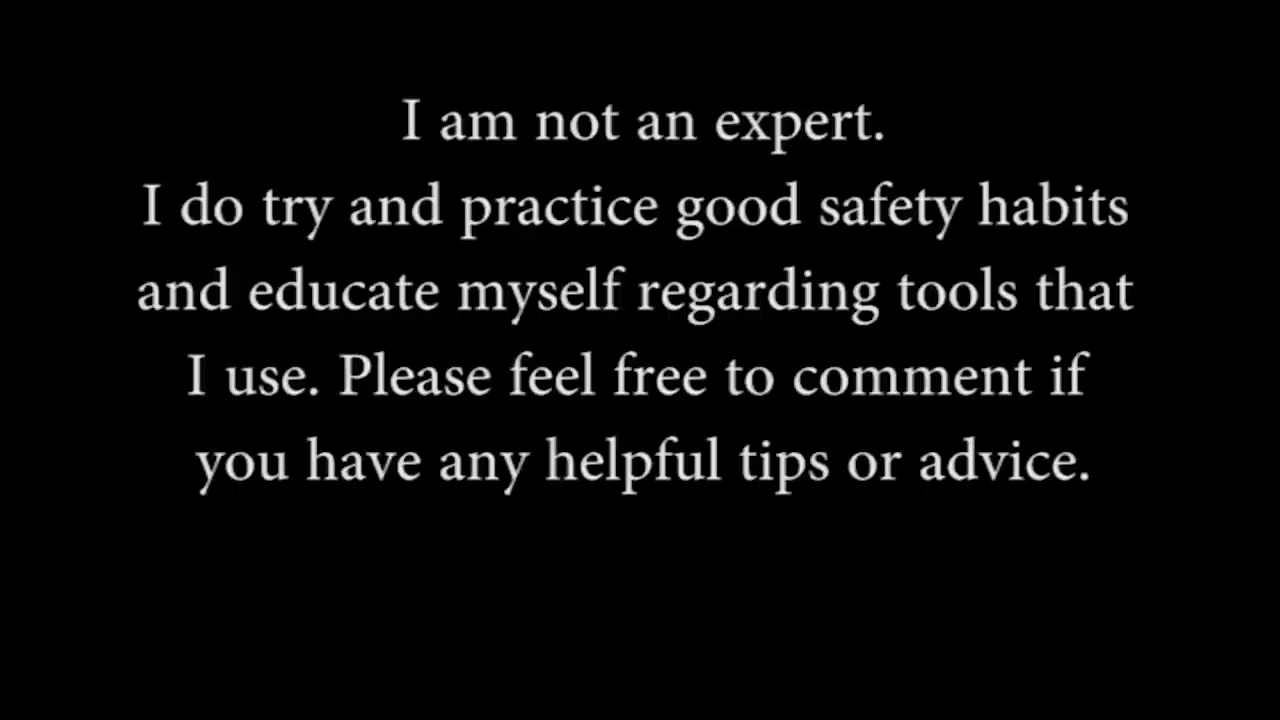 I am not an expert.
I do try and practice good safety habits
and educate myself regarding tools that
I use. Please feel free to comment if
you have any helpful tips or advice.